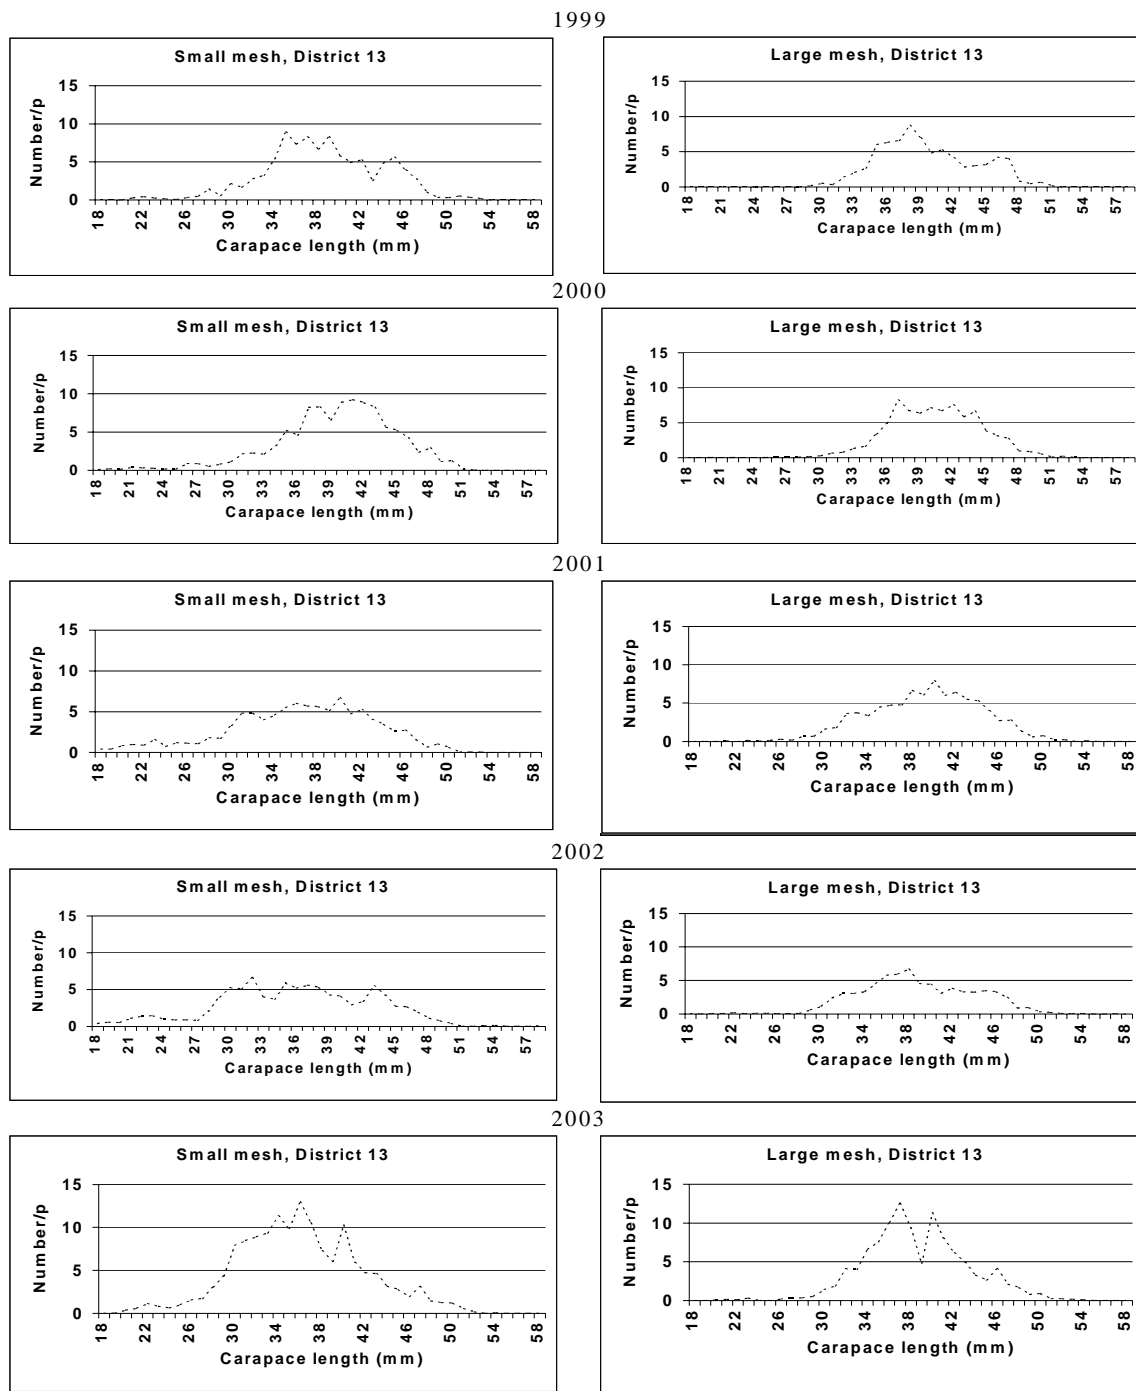 1999
Small mesh, District 13
Number/p
15
10
5
0
18 22 26 30 34 38 42 46 50 54 58
Carapace length (mm)
Large mesh, District 13
Number/p
15
10
5
0
18 21 24 27 30 33 36 39 42 45 48 51 54 57
Carapace length (mm)
2000
Small mesh, District 13
Number/p
15
10
5
0
18 21 24 27 30 33 36 39 42 45 48 51 54 57
Carapace length (mm)
Large mesh, District 13
Number/p
15
10
5
0
18 21 24 27 30 33 36 39 42 45 48 51 54 57
Carapace length (mm)
2001
Small mesh, District 13
Number/p
15
10
5
0
18 22 26 30 34 38 42 46 50 54 58
Carapace length (mm)
Large mesh, District 13
Number/p
15
10
5
0
18 22 26 30 34 38 42 46 50 54 58
Carapace length (mm)
2002
Small mesh, District 13
Number/p
15
10
5
0
18 21 24 27 30 33 36 39 42 45 48 51 54 57
Carapace length (mm)
Large mesh, District 13
Number/p
15
10
5
0
18 22 26 30 34 38 42 46 50 54 58
Carapace length (mm)
2003
Small mesh, District 13
Number/p
15
10
5
0
18 22 26 30 34 38 42 46 50 54 58
Carapace length (mm)
Large mesh, District 13
Number/p
15
10
5
0
18 22 26 30 34 38 42 46 50 54 58
Carapace length (mm)